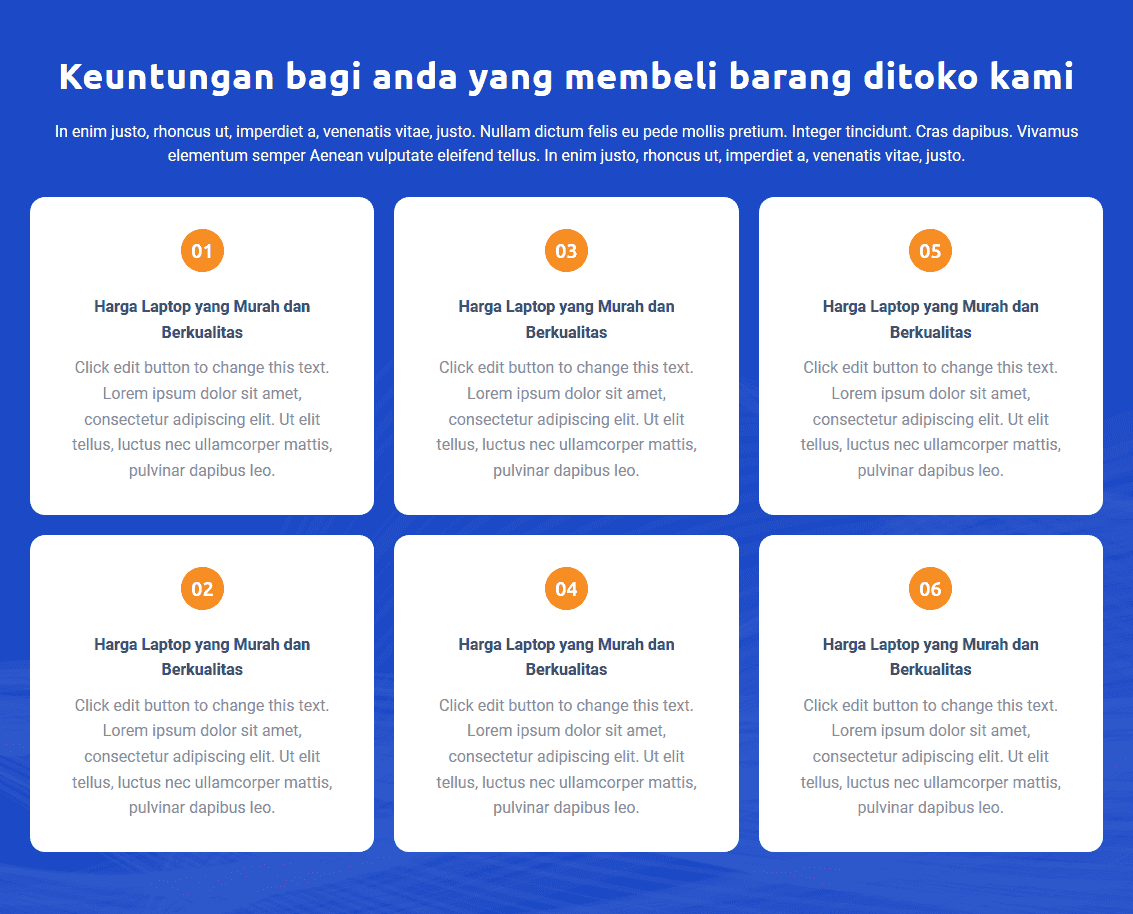 Keuntungan bagi anda yang membeli barang ditoko kami
In enim justo, rhoncus ut, imperdiet a, venenatis vitae, justo. Nullam dictum felis eu pede mollis pretium. Integer tincidunt. Cras dapibus. Vivamus
elementum semper Aenean vulputate eleifend tellus. In enim justo, rhoncus ut, imperdiet a, venenatis vitae, justo.
01
Harga Laptop yang Murah dan
Berkualitas
Click edit button to change this text.
Lorem ipsum dolor sit amet,
consectetur adipiscing elit. Ut elit
tellus, luctus nec ullamcorper mattis,
pulvinar dapibus leo.
03
Harga Laptop yang Murah dan
Berkualitas
Click edit button to change this text.
Lorem ipsum dolor sit amet,
consectetur adipiscing elit. Ut elit
tellus, luctus nec ullamcorper mattis,
pulvinar dapibus leo.
05
Harga Laptop yang Murah dan
Berkualitas
Click edit button to change this text.
Lorem ipsum dolor sit amet,
consectetur adipiscing elit. Ut elit
tellus, luctus nec ullamcorper mattis,
pulvinar dapibus leo.
02
Harga Laptop yang Murah dan
Berkualitas
Click edit button to change this text.
Lorem ipsum dolor sit amet,
consectetur adipiscing elit. Ut elit
tellus, luctus nec ullamcorper mattis,
pulvinar dapibus leo.
04
Harga Laptop yang Murah dan
Berkualitas
Click edit button to change this text.
Lorem ipsum dolor sit amet,
consectetur adipiscing elit. Ut elit
tellus, luctus nec ullamcorper mattis,
pulvinar dapibus leo.
06
Harga Laptop yang Murah dan
Berkualitas
Click edit button to change this text.
Lorem ipsum dolor sit amet,
consectetur adipiscing elit. Ut elit
tellus, luctus nec ullamcorper mattis,
pulvinar dapibus leo.